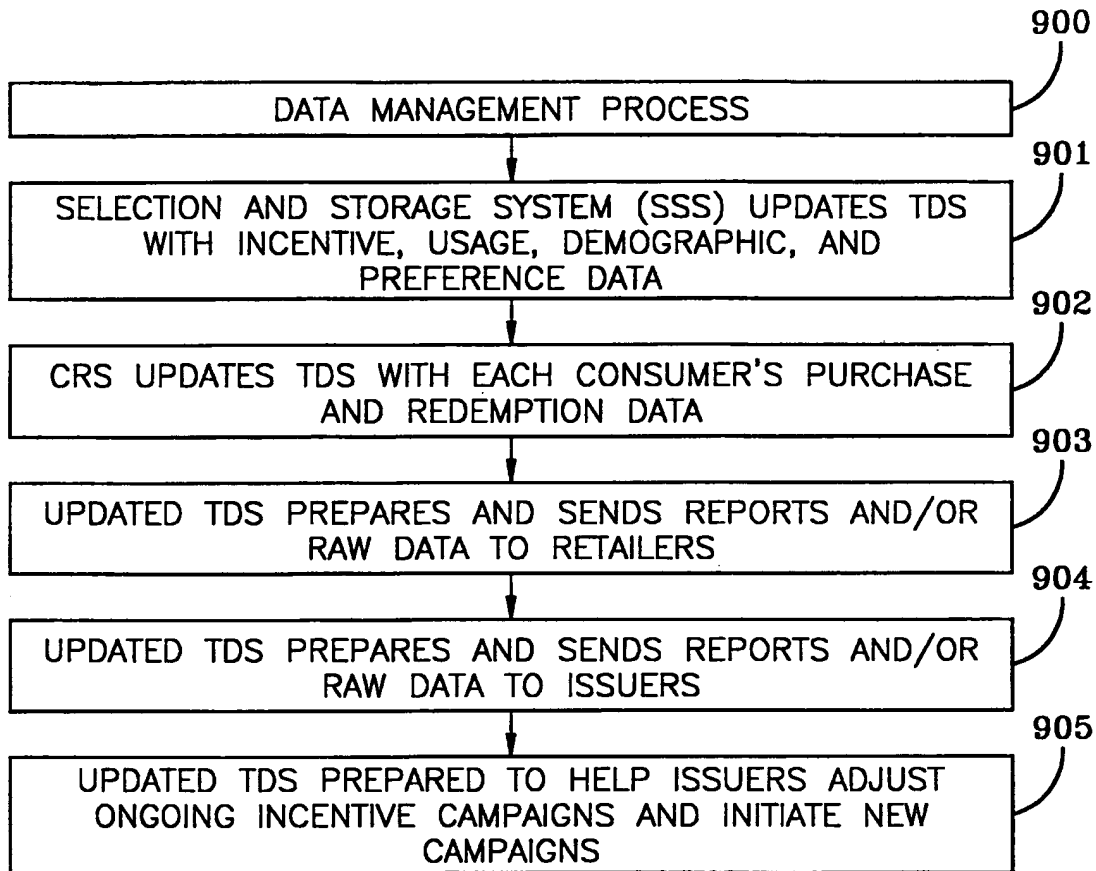 900
DATA MANAGEMENT PROCESS
901
SELECTION AND STORAGE SYSTEM (SSS) UPDATES TDS
WITH INCENTIVE, USAGE, DEMOGRAPHIC, AND
PREFERENCE DATA
902
CRS UPDATES TDS WITH EACH CONSUMER'S PURCHASE
AND REDEMPTION DATA
903
UPDATED TDS PREPARES AND SENDS REPORTS AND/OR
RAW DATA TO RETAILERS
904
UPDATED TDS PREPARES AND SENDS REPORTS AND/OR
RAW DATA TO ISSUERS
905
UPDATED TDS PREPARED TO HELP ISSUERS ADJUST
ONGOING INCENTIVE CAMPAIGNS AND INITIATE NEW
CAMPAIGNS